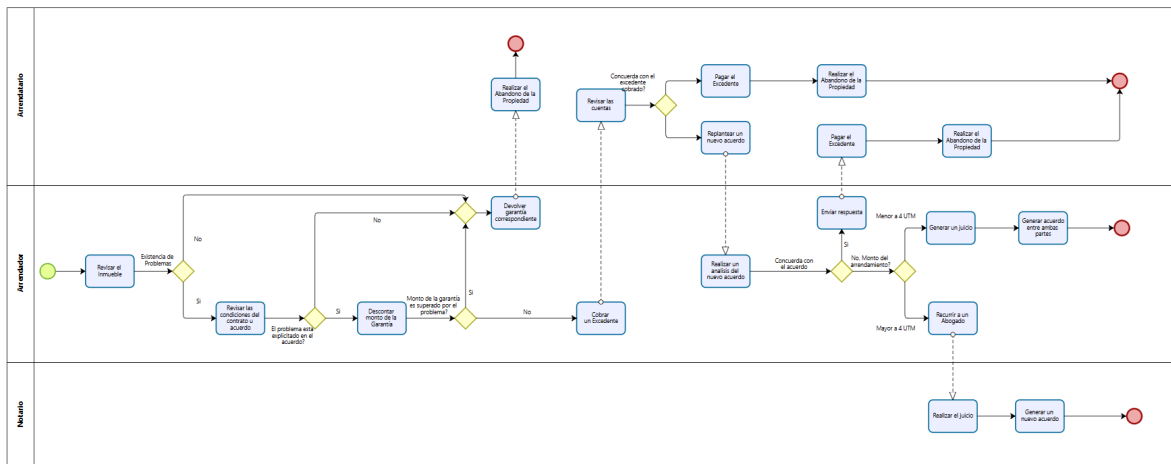 Arrendatario
Realizar el
Abandono de la
Propiedad
Revisar las
cuentas
Concuerda con el
excedente
sobrado?
Pagar el
Excedente
Realizar el
Abandono de la
Propiedad
Replantear un
nuevo acuerdo
Pagar el
Excedente
Realizar el
Abandono de la
Propiedad
Arrendador
Revisar el
Inmueble
Existencia de
Problemas
No
Si
Revisar las
condiciones del
contrato u
acuerdo
El problema esta
explicitado en el
acuerdo?
No
Si
Descontar
monto de la
Garantía
Monto de la garantía
es superado por el
problema?
Si
No
Devolver
garantía
correspondiente
Cobrar
un Excedente
Realizar un
analisis del
nuevo acuerdo
Concuerda con
el acuerdo
Si
Enviar respuesta
No, Monto del
arrendamiento?
Menor a 4 UTM
Generar un juicio
Generar acuerdo
entre ambas
partes
Mayor a 4 UTM
Recurrir a un
Abogado
Notario
Realizar el juicio
Generar un
nuevo acuerdo